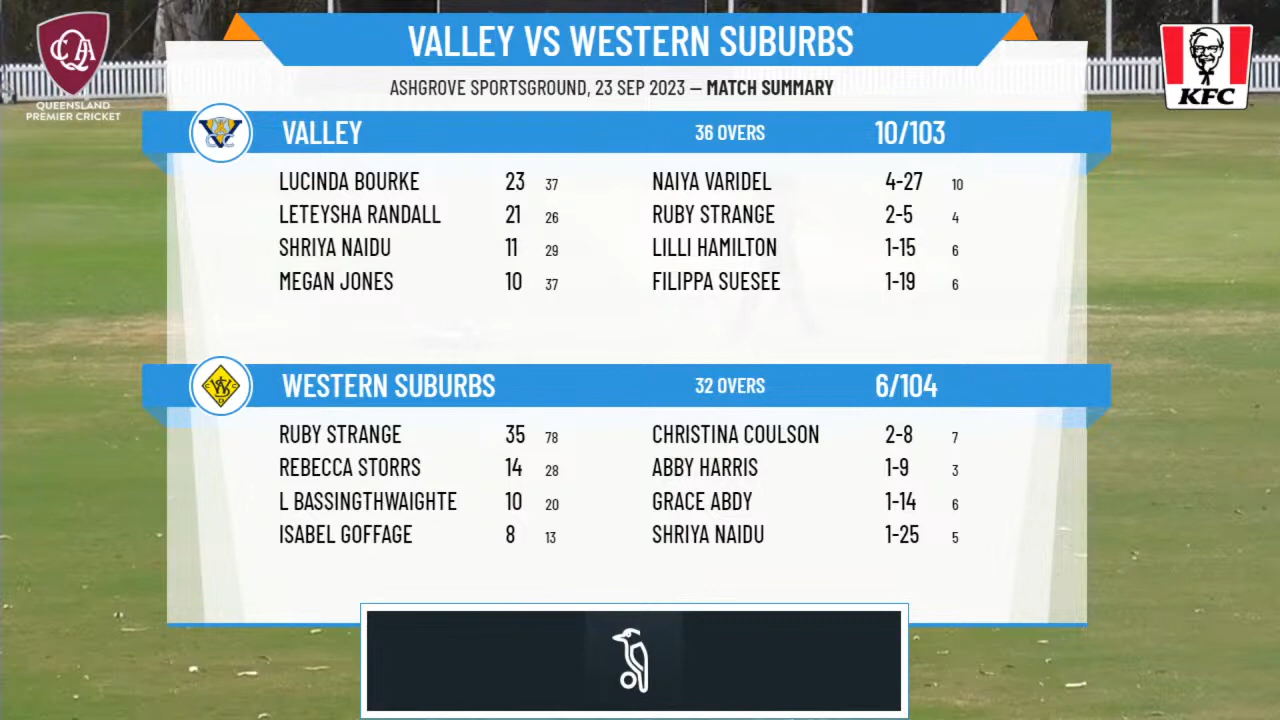 VALLEY VS WESTERN SUBURBS
ASHGROVE SPORTSGROUND, 23 SEP 2023 – MATCH SUMMARY
QUEENSLAND
PREMIER CRICKET
KFC
VALLEY 36 OVERS 10/103
LUCINDA BOURKE 23 37 NAIYA VARIDEL 4-27 10
LETEYSHA RANDALL 21 26 RUBY STRANGE 2-5 4
SHRIYA NAIDU 11 29 LILLI HAMILTON 1-15 6
MEGAN JONES 10 37 FILIPPA SUESEE 1-19 6
WESTERN SUBURBS 32 OVERS 6/104
RUBY STRANGE 35 78 CHRISTINA COULSON 2-8 7
REBECCA STORRS 14 28 ABBY HARRIS 1-9 3
L BASSINGTHWAIGHTE 10 20 GRACE ABDY 1-14 6
ISABEL GOFFAGE 8 13 SHRIYA NAIDU 1-25 5